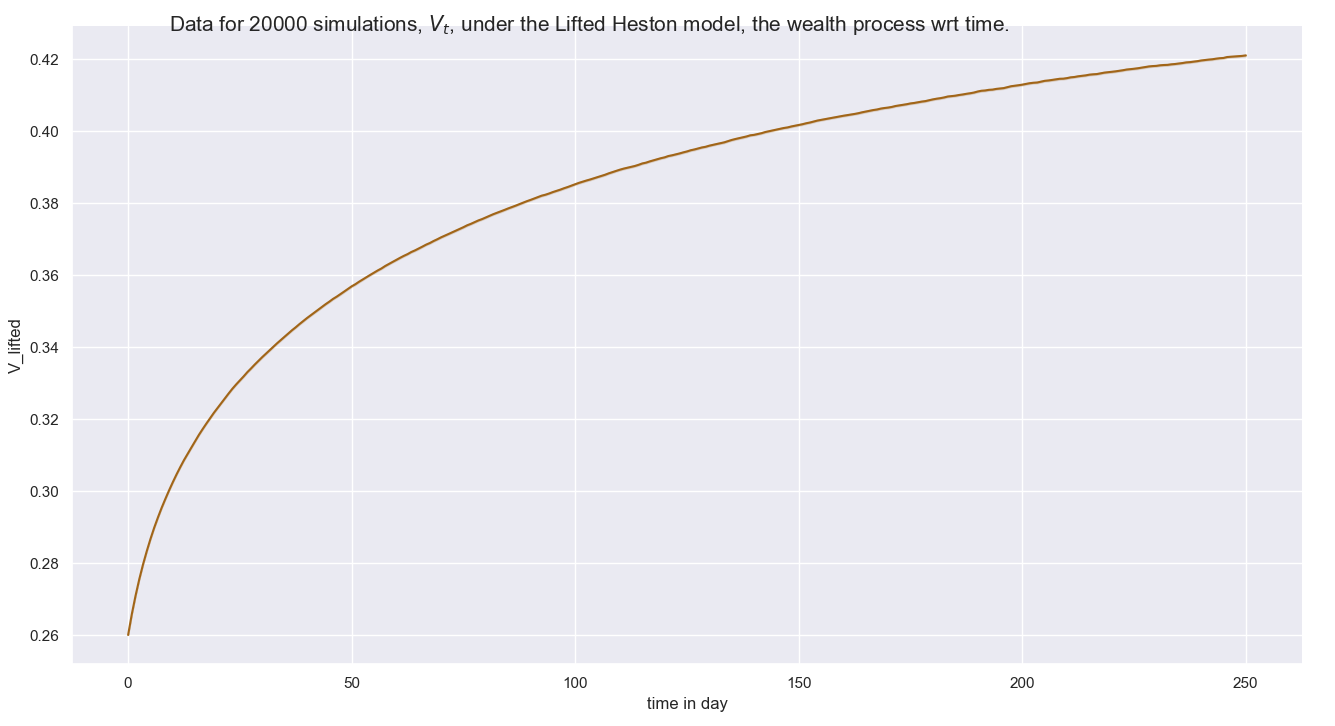 Data for 20000 simulations, V_t, under the Lifted Heston model, the wealth process wrt time.
0.42
0.40
0.38
0.36
0.34
0.32
0.30
0.28
0.26
V_lifted
0 50 100 150 200 250
time in day